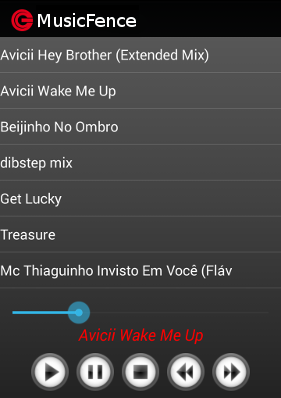 MusicFence
Avicii Hey Brother (Extended Mix)
Avicii Wake Me Up
Beijinho No Ombro
dibstep mix
Get Lucky
Treasure
Mc Thiaguinho Invisto Em Você (Fláv
Avicii Wake Me Up